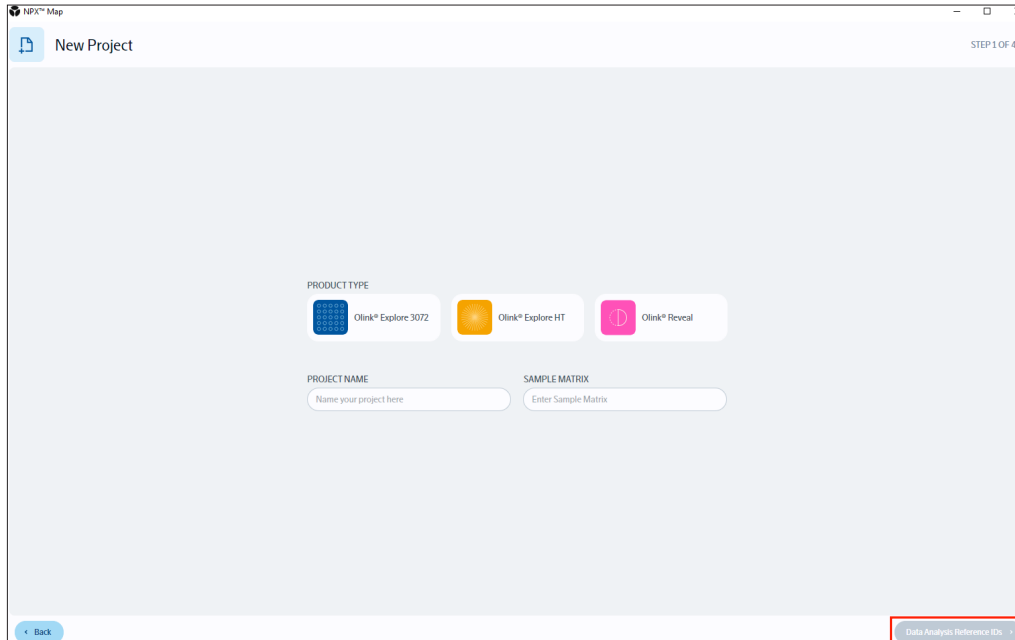 NPX™ Map
New Project
STEP 1 OF 4
PRODUCT TYPE
Olink® Explore 3072
Olink® Explore HT
Olink® Reveal
PROJECT NAME
SAMPLE MATRIX
Name your project here
Enter Sample Matrix
‹ Back
Data Analysis Reference IDs ›